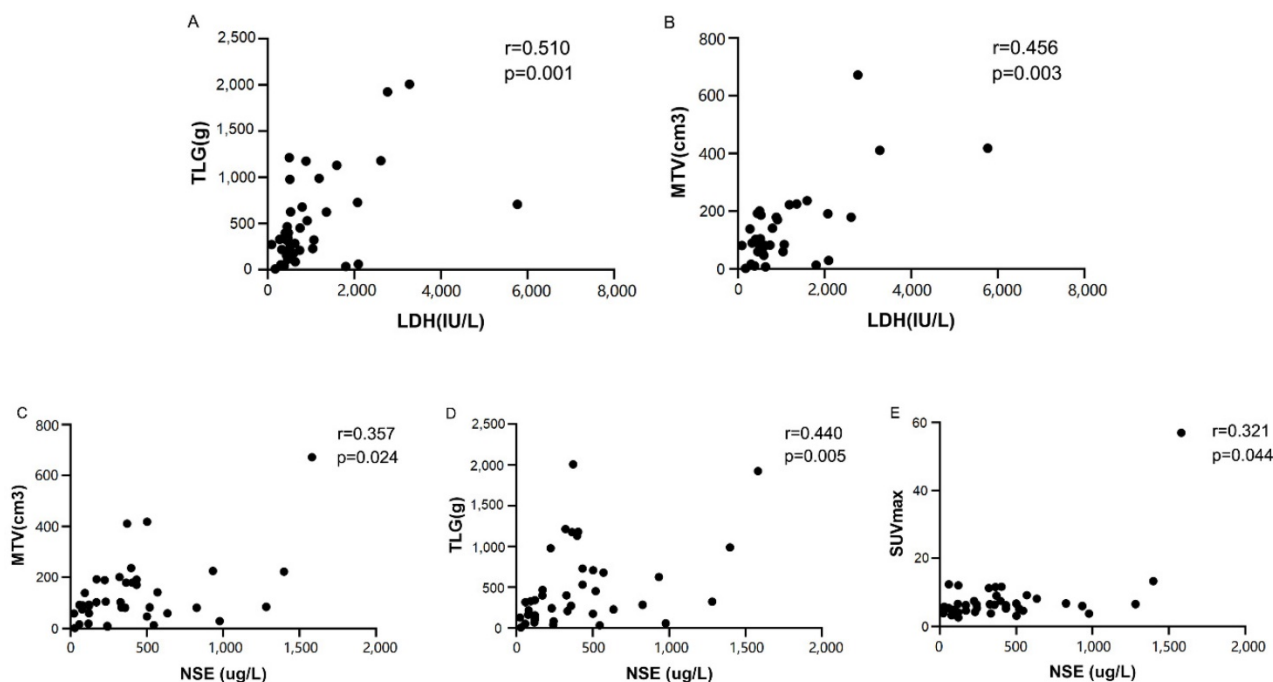 A
r=0.510
p=0.001
TLG(g)
2,500
2,000
1,500
1,000
500
0
0 2,000 4,000 6,000 8,000
LDH(IU/L)
B
r=0.456
p=0.003
MTV(cm3)
800
600
400
200
0
0 2,000 4,000 6,000 8,000
LDH(IU/L)
C
r=0.357
p=0.024
MTV(cm3)
800
600
400
200
0
0 500 1,000 1,500 2,000
NSE (ug/L)
D
r=0.440
p=0.005
TLG(g)
2,500
2,000
1,500
1,000
500
0
0 500 1,000 1,500 2,000
NSE (ug/L)
E
r=0.321
p=0.044
SUVmax
60
40
20
0
0 500 1,000 1,500 2,000
NSE (ug/L)